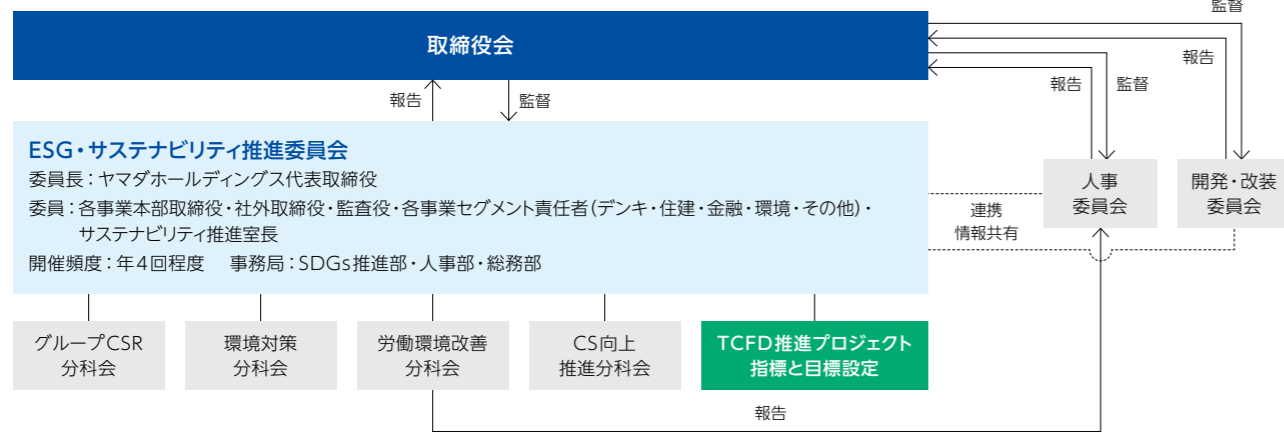 監督
取締役会
報告
報告
監督
報告
監督
ESG・サステナビリティ推進委員会
委員長：ヤマダホールディングス代表取締役
委員：各事業本部取締役・社外取締役・監査役・各事業セグメント責任者(デンキ・住建・金融・環境・その他)・
サステナビリティ推進室長
開催頻度：年4回程度　事務局：SDGs推進部・人事部・総務部
人事
委員会
開発・改装
委員会
連携
情報共有
グループCSR
分科会
環境対策
分科会
労働環境改善
分科会
CS向上
推進分科会
TCFD推進プロジェクト
指標と目標設定
報告